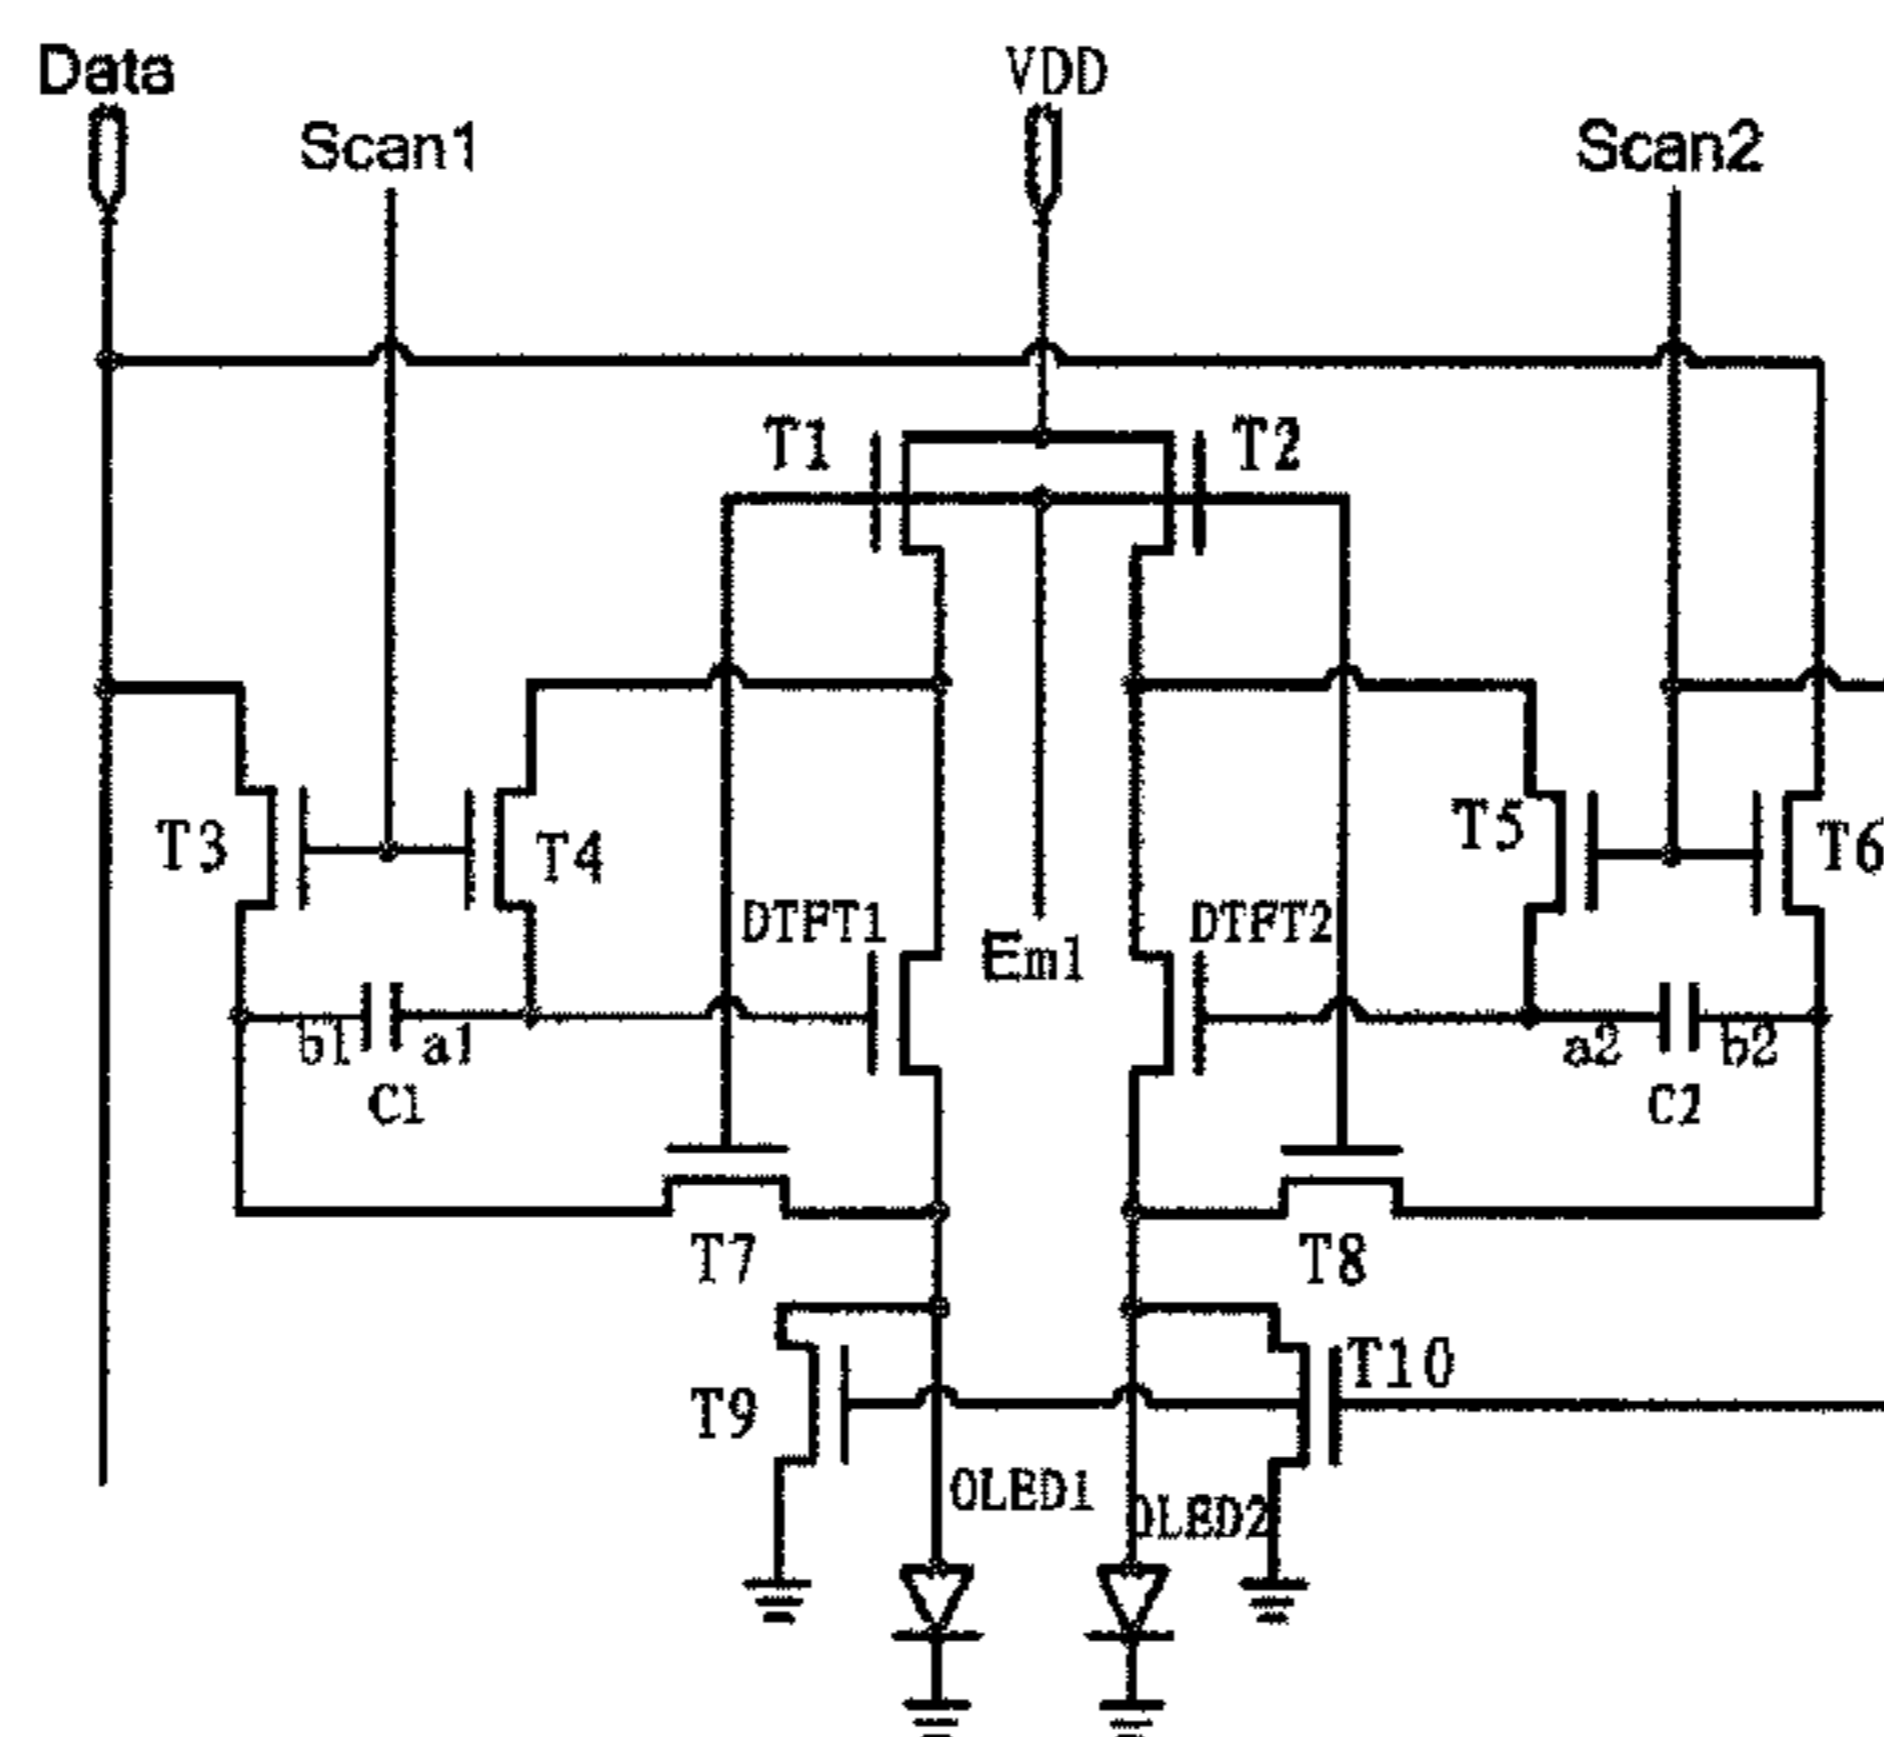 Data
VDD
Scan1
Scan2
T1
T2
T3
T4
T5
T6
DTFT1
DTFT2
Em1
b1
a1
a2
b2
C1
C2
T7
T8
T9
T10
OLED1
OLED2